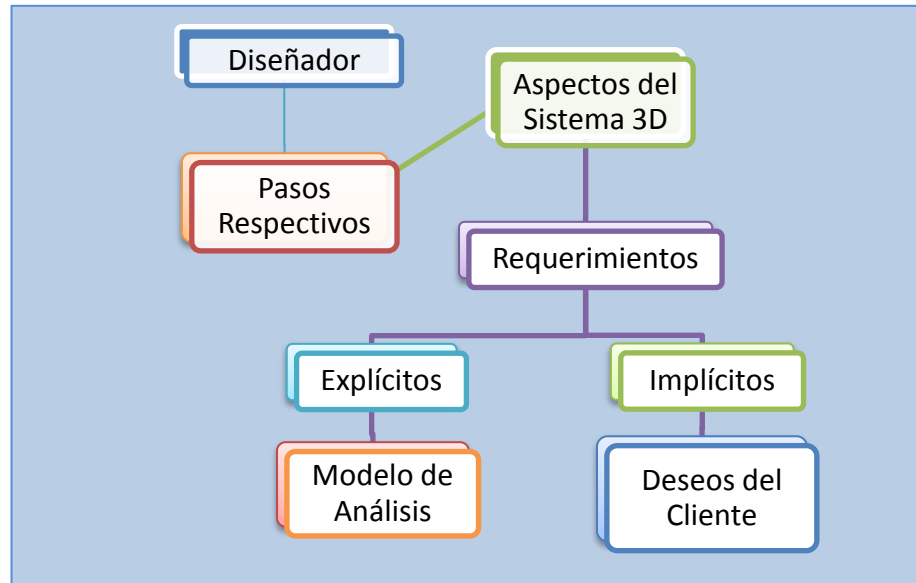 Diseñador
Aspectos del
Sistema 3D
Pasos
Respectivos
Requerimientos
Explícitos
Implícitos
Modelo de
Análisis
Deseos del
Cliente